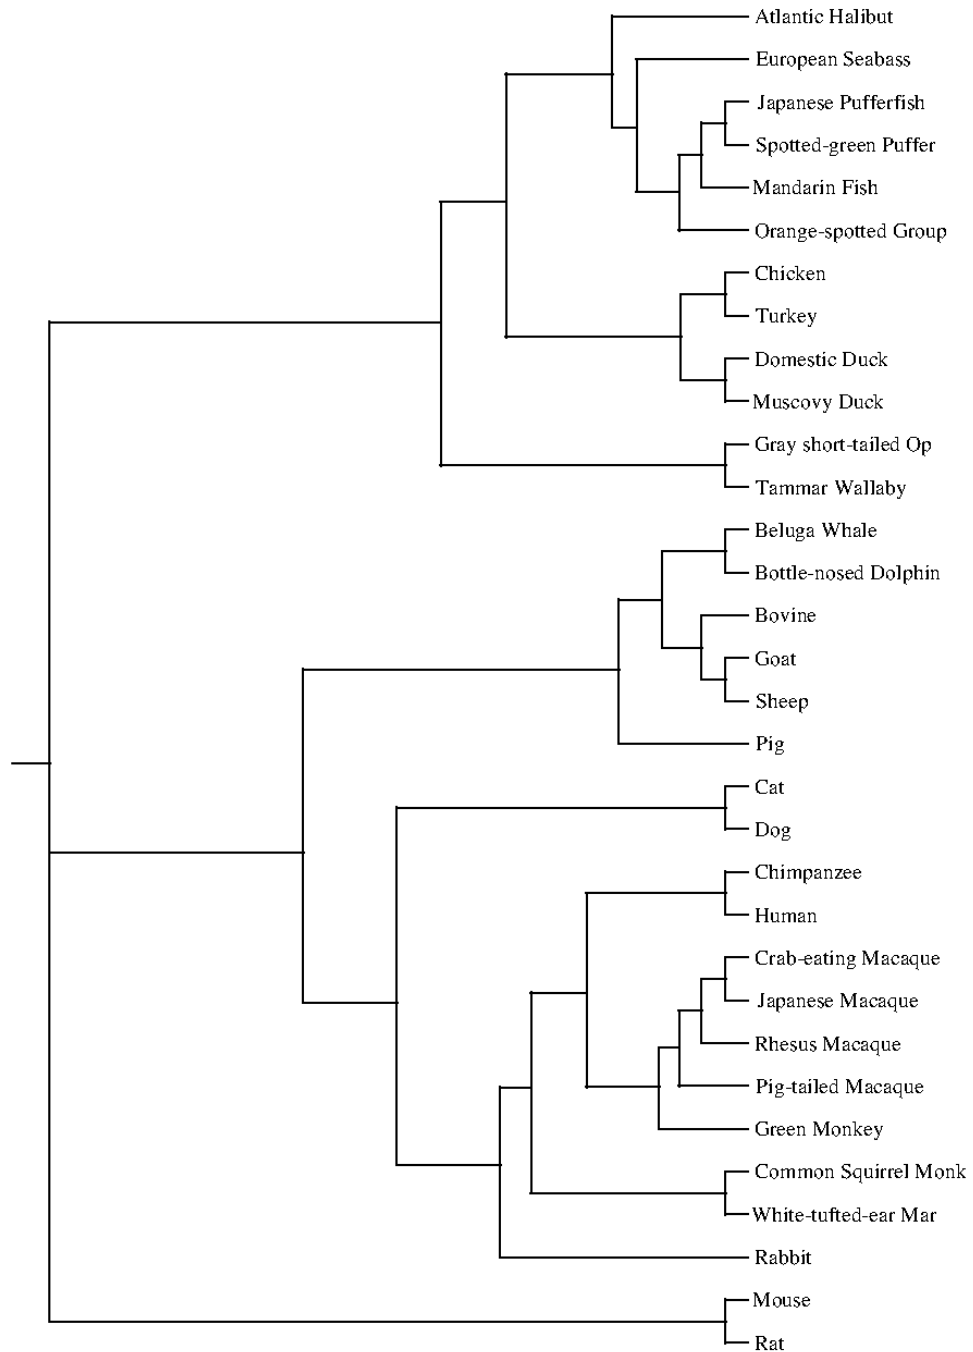 Atlantic Halibut
European Seabass
Japanese Pufferfish
Spotted-green Puffer
Mandarin Fish
Orange-spotted Group
Chicken
Turkey
Domestic Duck
Muscovy Duck
Gray short-tailed Op
Tammar Wallaby
Beluga Whale
Bottle-nosed Dolphin
Bovine
Goat
Sheep
Pig
Cat
Dog
Chimpanzee
Human
Crab-eating Macaque
Japanese Macaque
Rhesus Macaque
Pig-tailed Macaque
Green Monkey
Common Squirrel Monk
White-tufted-ear Mar
Rabbit
Mouse
Rat